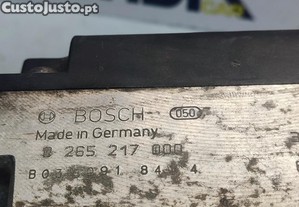 CustoJusto.pt
BOSCH 050
Made in Germany
0 265 217 000